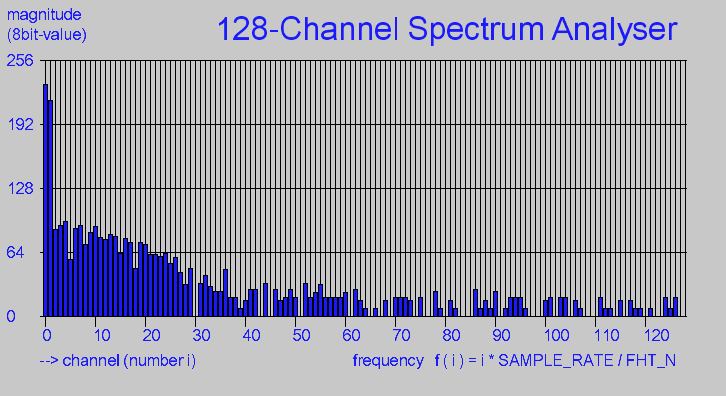 magnitude
(8bit-value)
128-Channel Spectrum Analyser
256
192
128
64
0
0 10 20 30 40 50 60 70 80 90 100 110 120
--> channel (number i)
frequency f ( i ) = i * SAMPLE_RATE / FHT_N